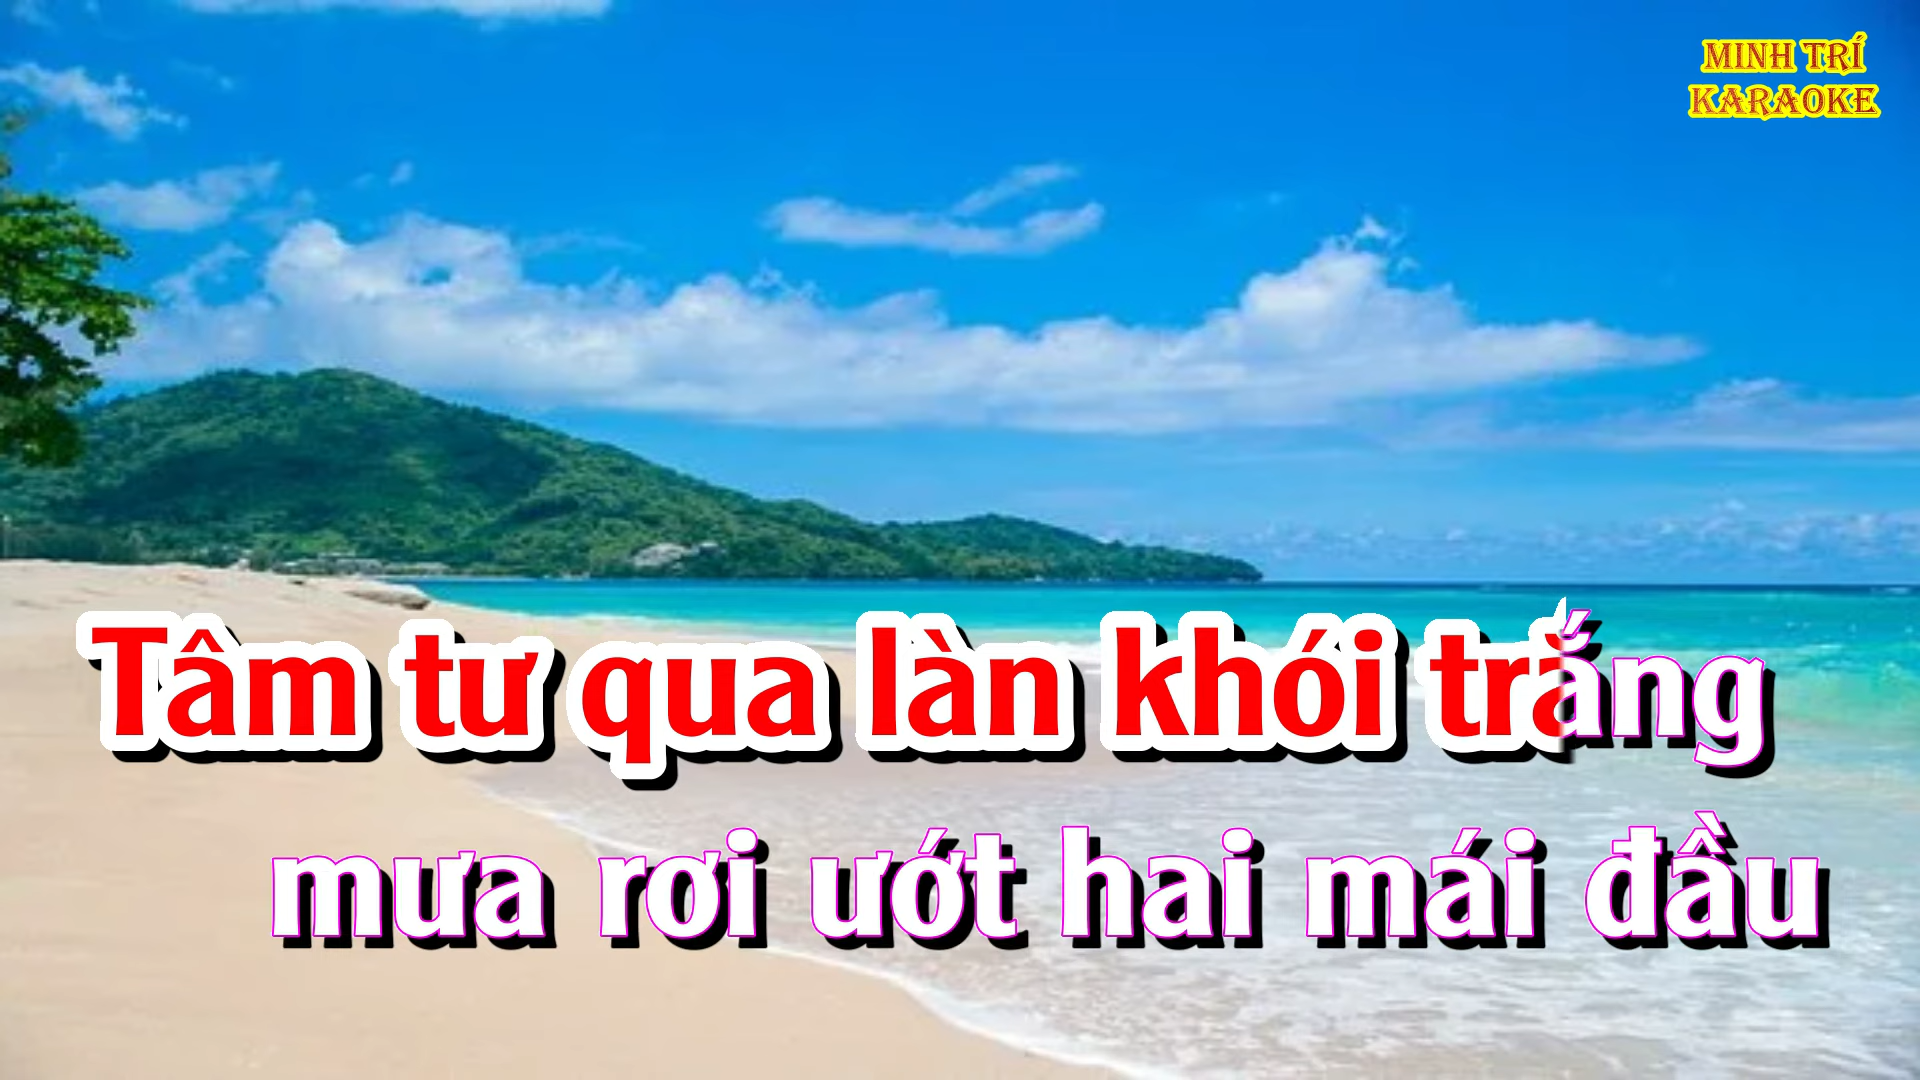 MINH TRÍ
KARAOKE
Tâm tư qua làn khói trắng
mưa rơi ướt hai mái đầu